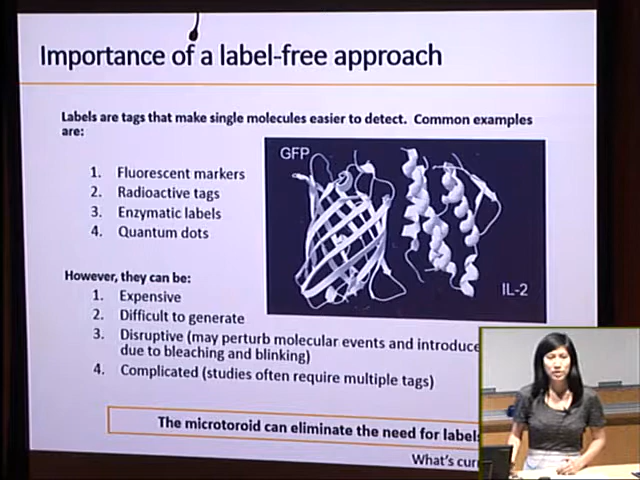 Importance of a label-free approach
Labels are tags that make single molecules easier to detect. Common examples
are:
1. Fluorescent markers
2. Radioactive tags
3. Enzymatic labels
4. Quantum dots
GFP
IL-2
However, they can be:
1. Expensive
2. Difficult to generate
3. Disruptive (may perturb molecular events and introduce
due to bleaching and blinking)
4. Complicated (studies often require multiple tags)
The microtoroid can eliminate the need for label
What's